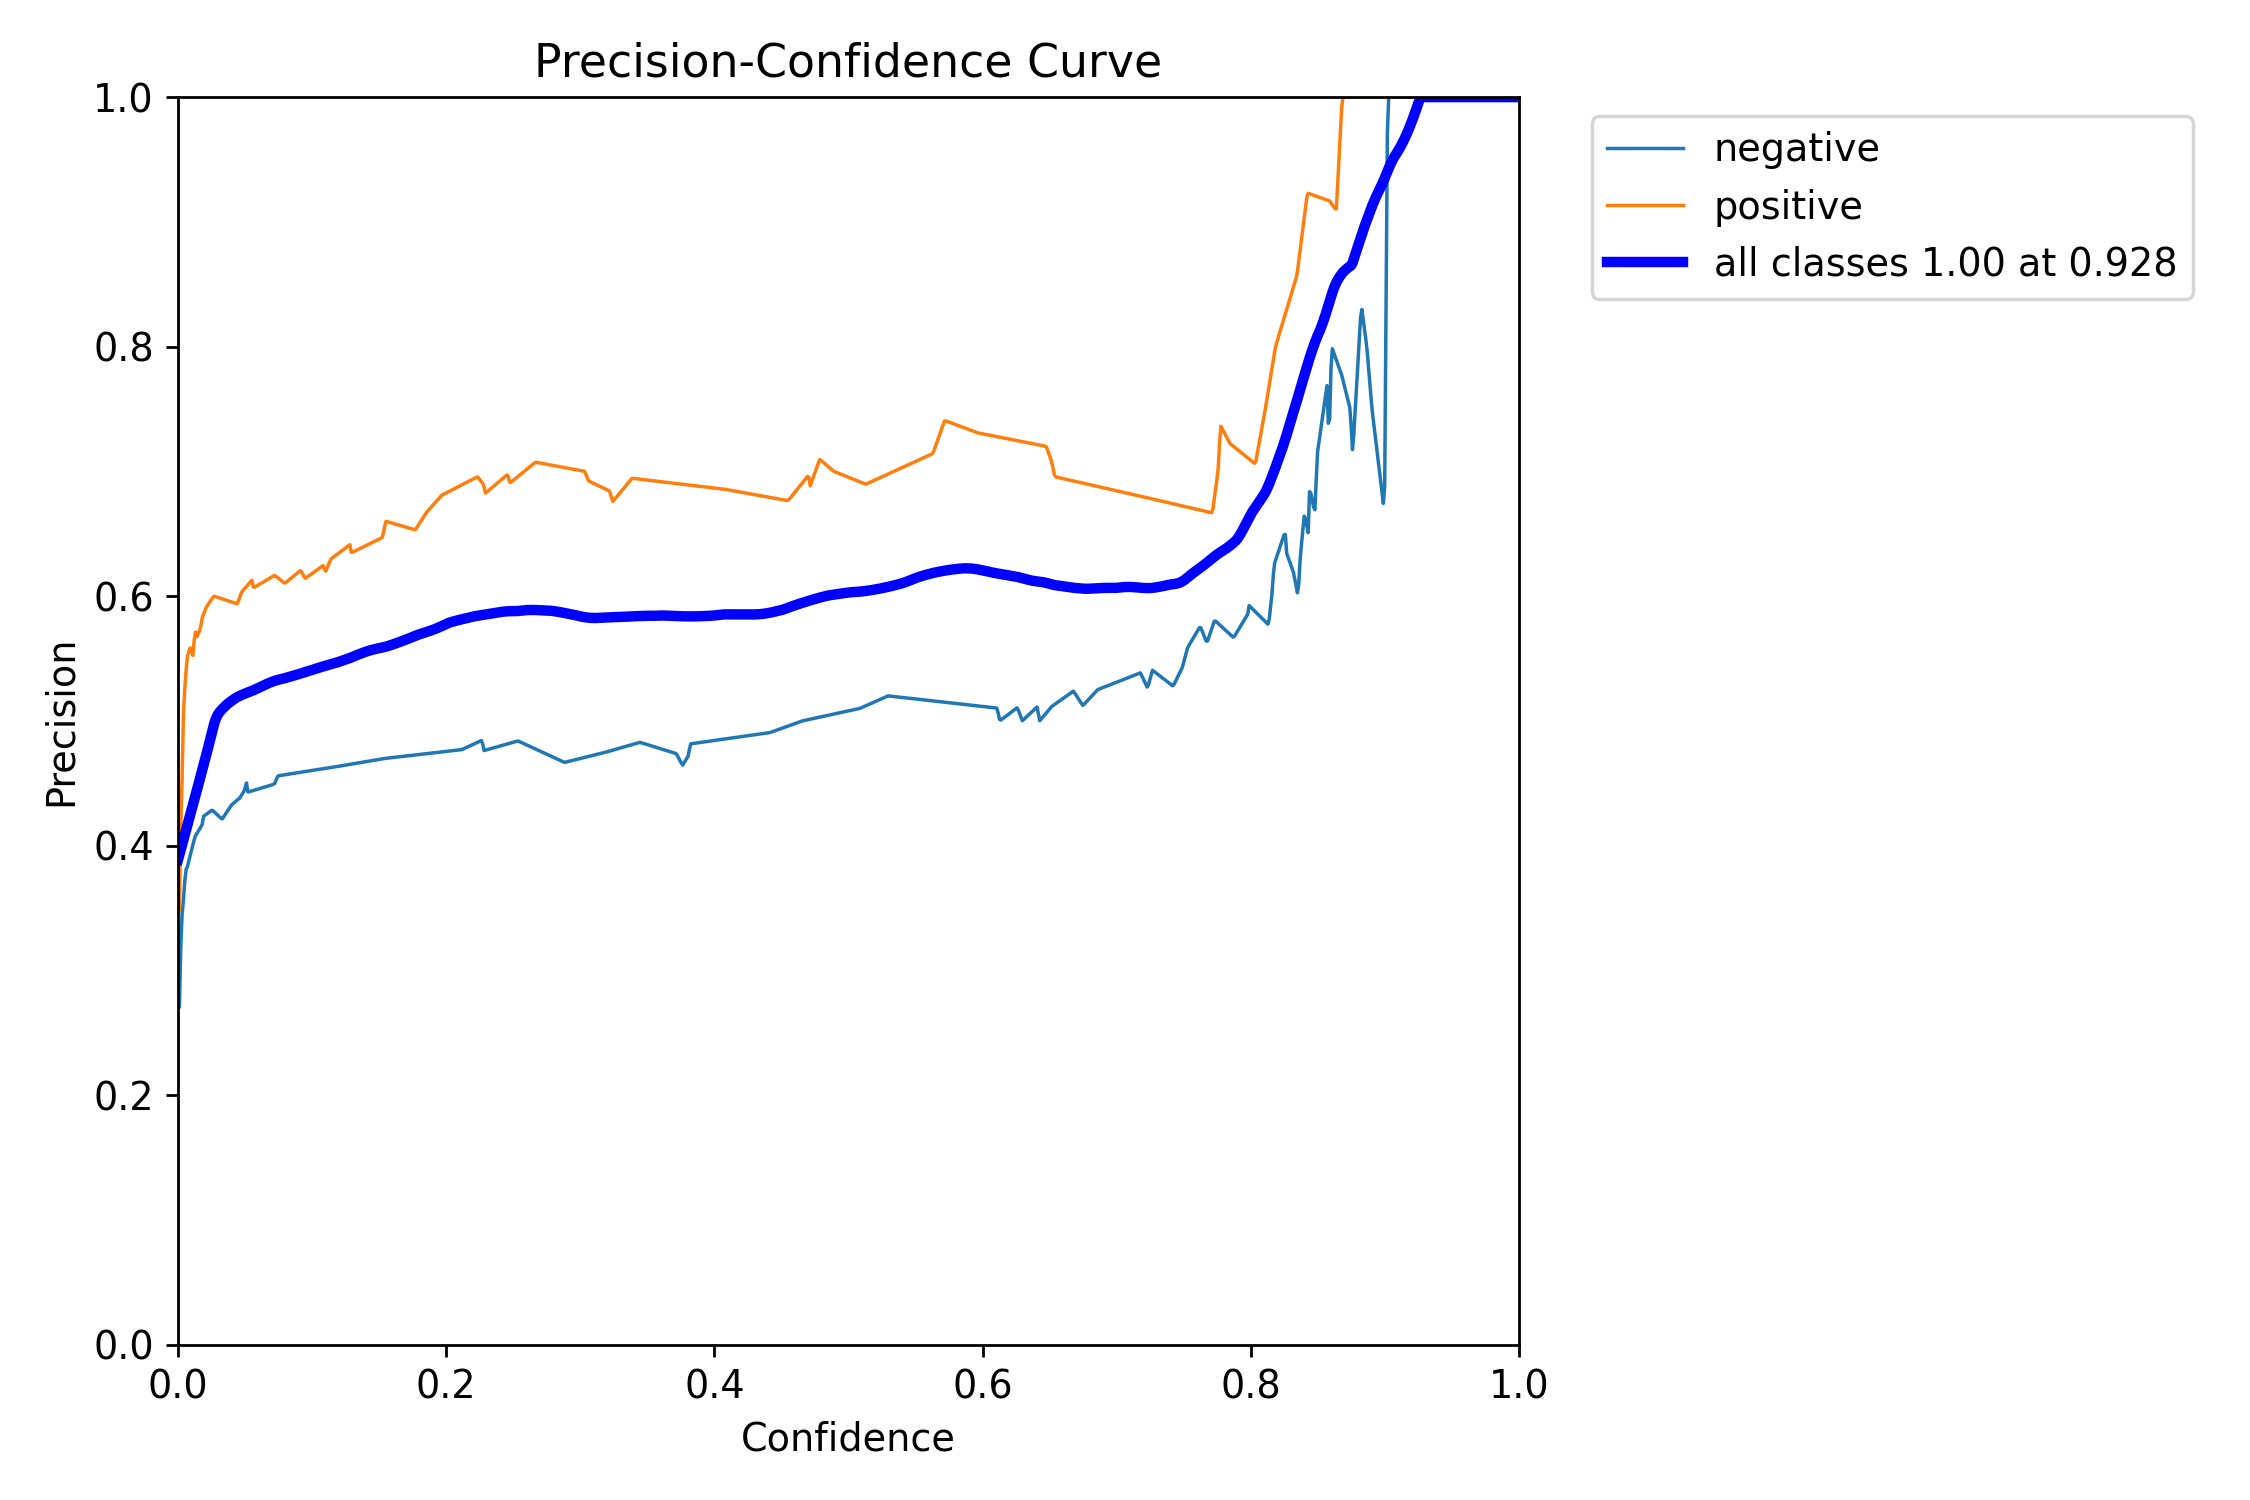 Precision-Confidence Curve
1.0
0.8
0.6
0.4
0.2
0.0
Precision
0.0 0.2 0.4 0.6 0.8 1.0
Confidence
negative
positive
all classes 1.00 at 0.928